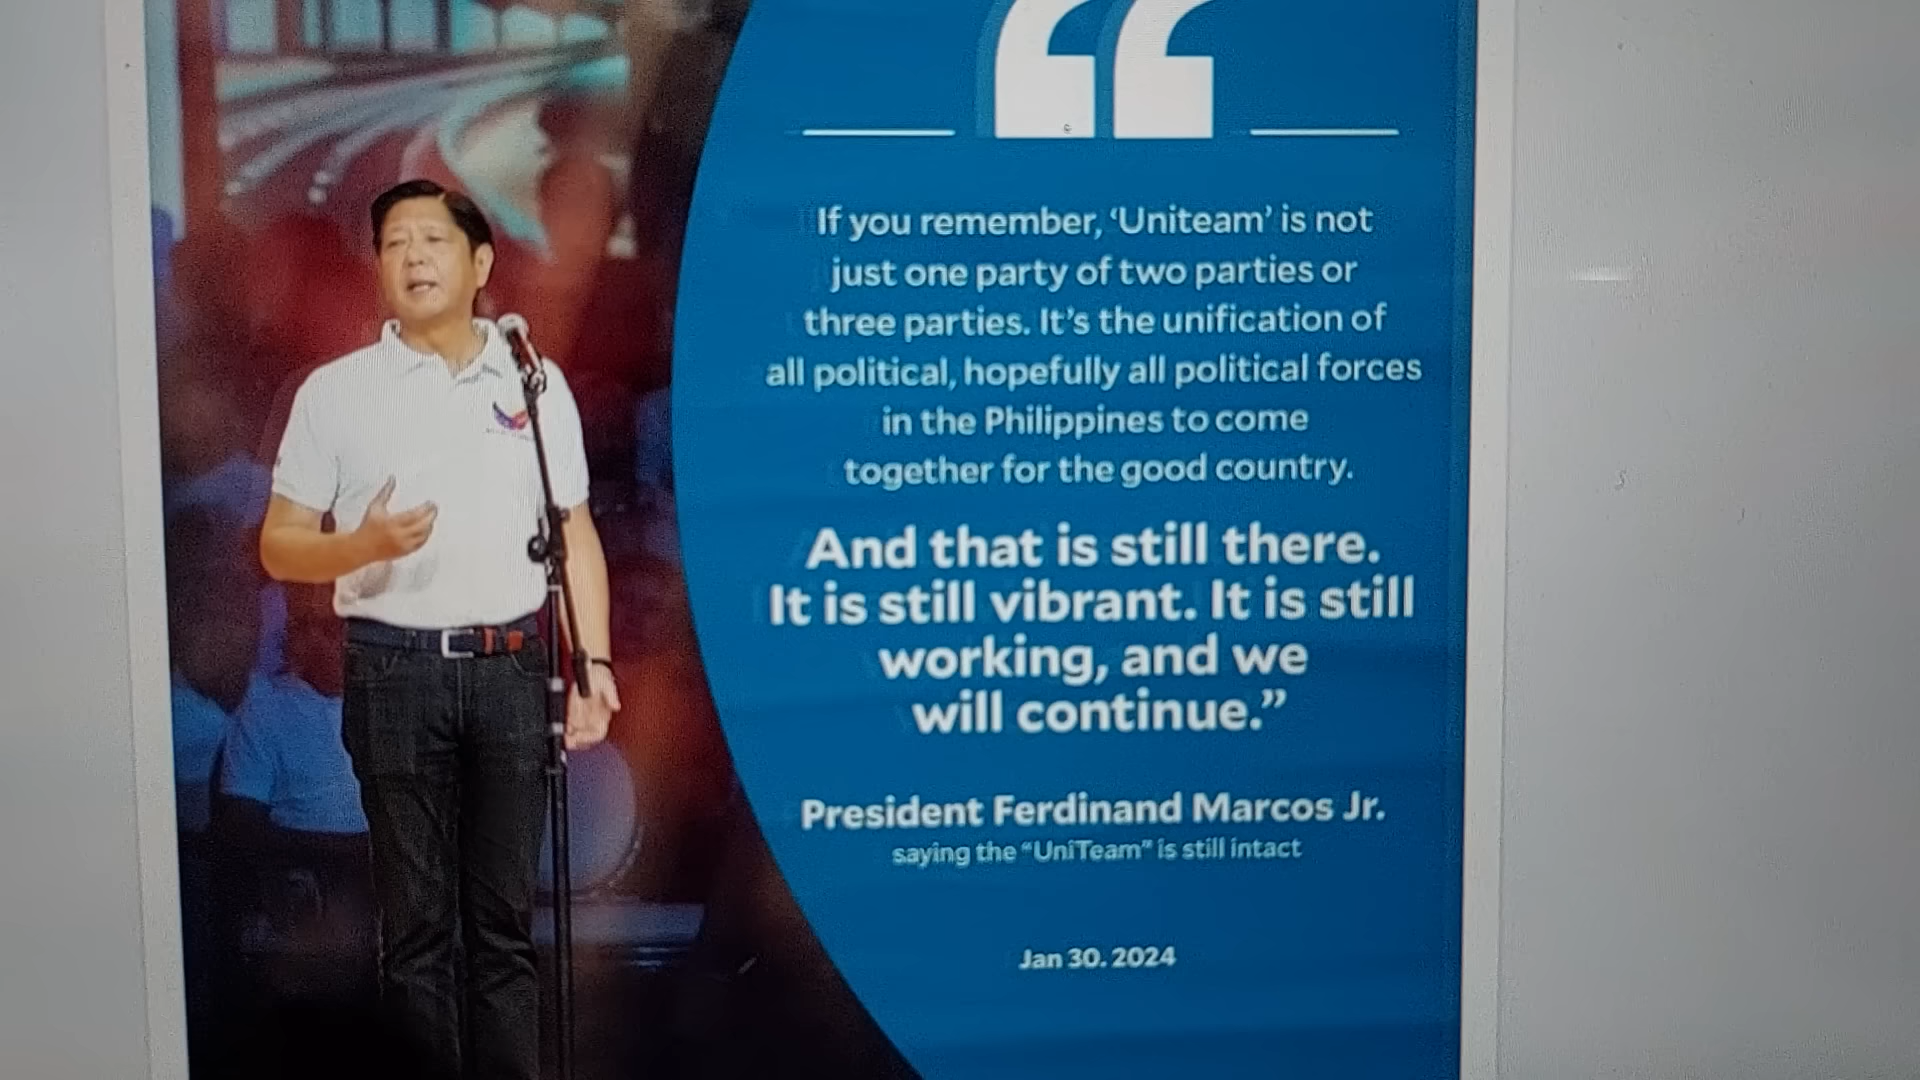 If you remember, ‘Uniteam’ is not
just one party of two parties or
three parties. It’s the unification of
all political, hopefully all political forces
in the Philippines to come
together for the good country.
And that is still there.
It is still vibrant. It is still
working, and we
will continue.”
President Ferdinand Marcos Jr.
saying the “UniTeam” is still intact
Jan 30. 2024